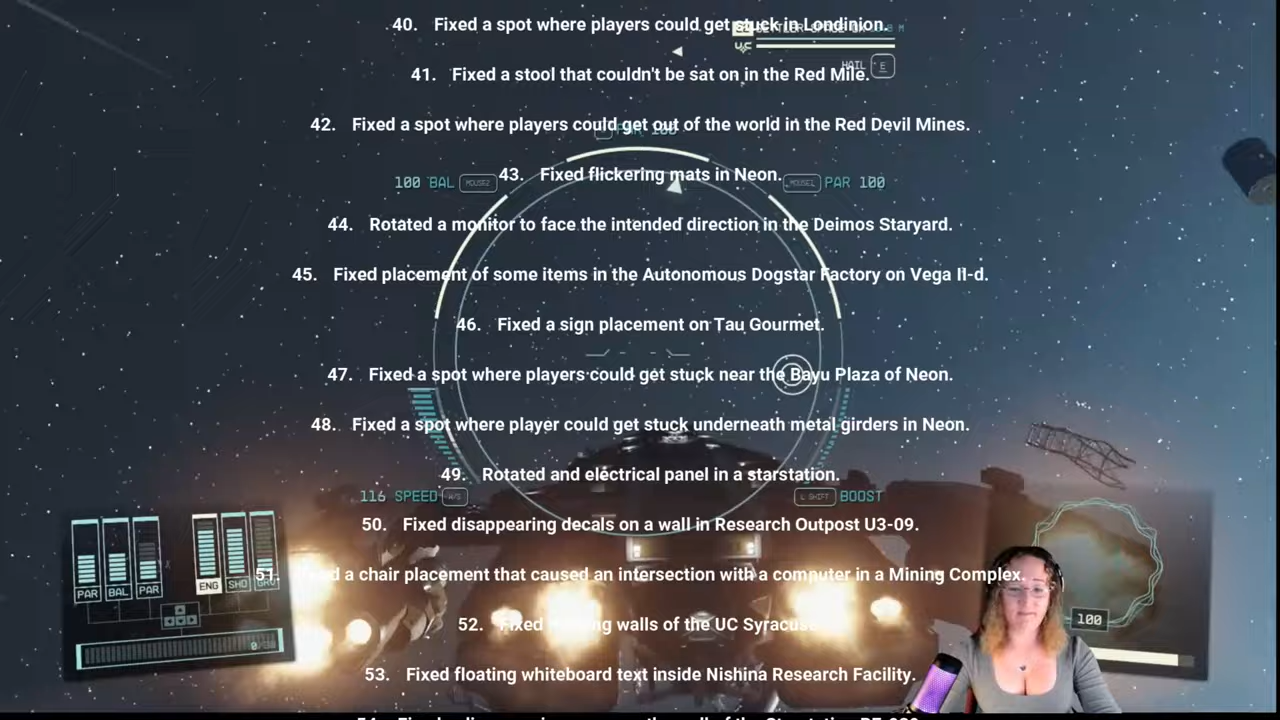 40. Fixed a spot where players could get stuck in Londinion.
HAIL E
41. Fixed a stool that couldn't be sat on in the Red Mile.
42. Fixed a spot where players could get out of the world in the Red Devil Mines.
100 BAL MOUSE2
43. Fixed flickering mats in Neon.
MOUSE1 PAR 100
44. Rotated a monitor to face the intended direction in the Deimos Staryard.
45. Fixed placement of some items in the Autonomous Dogstar Factory on Vega II-d.
46. Fixed a sign placement on Tau Gourmet.
47. Fixed a spot where players could get stuck near the Bayu Plaza of Neon.
48. Fixed a spot where player could get stuck underneath metal girders in Neon.
49. Rotated and electrical panel in a starstation.
116 SPEED W/S
L SHIFT BOOST
50. Fixed disappearing decals on a wall in Research Outpost U3-09.
51. a chair placement that caused an intersection with a computer in a Mining Complex.
PAR BAL PAR ENG SHD GRV
100
52. Fixed walls of the UC
53. Fixed floating whiteboard text inside Nishina Research Facility.